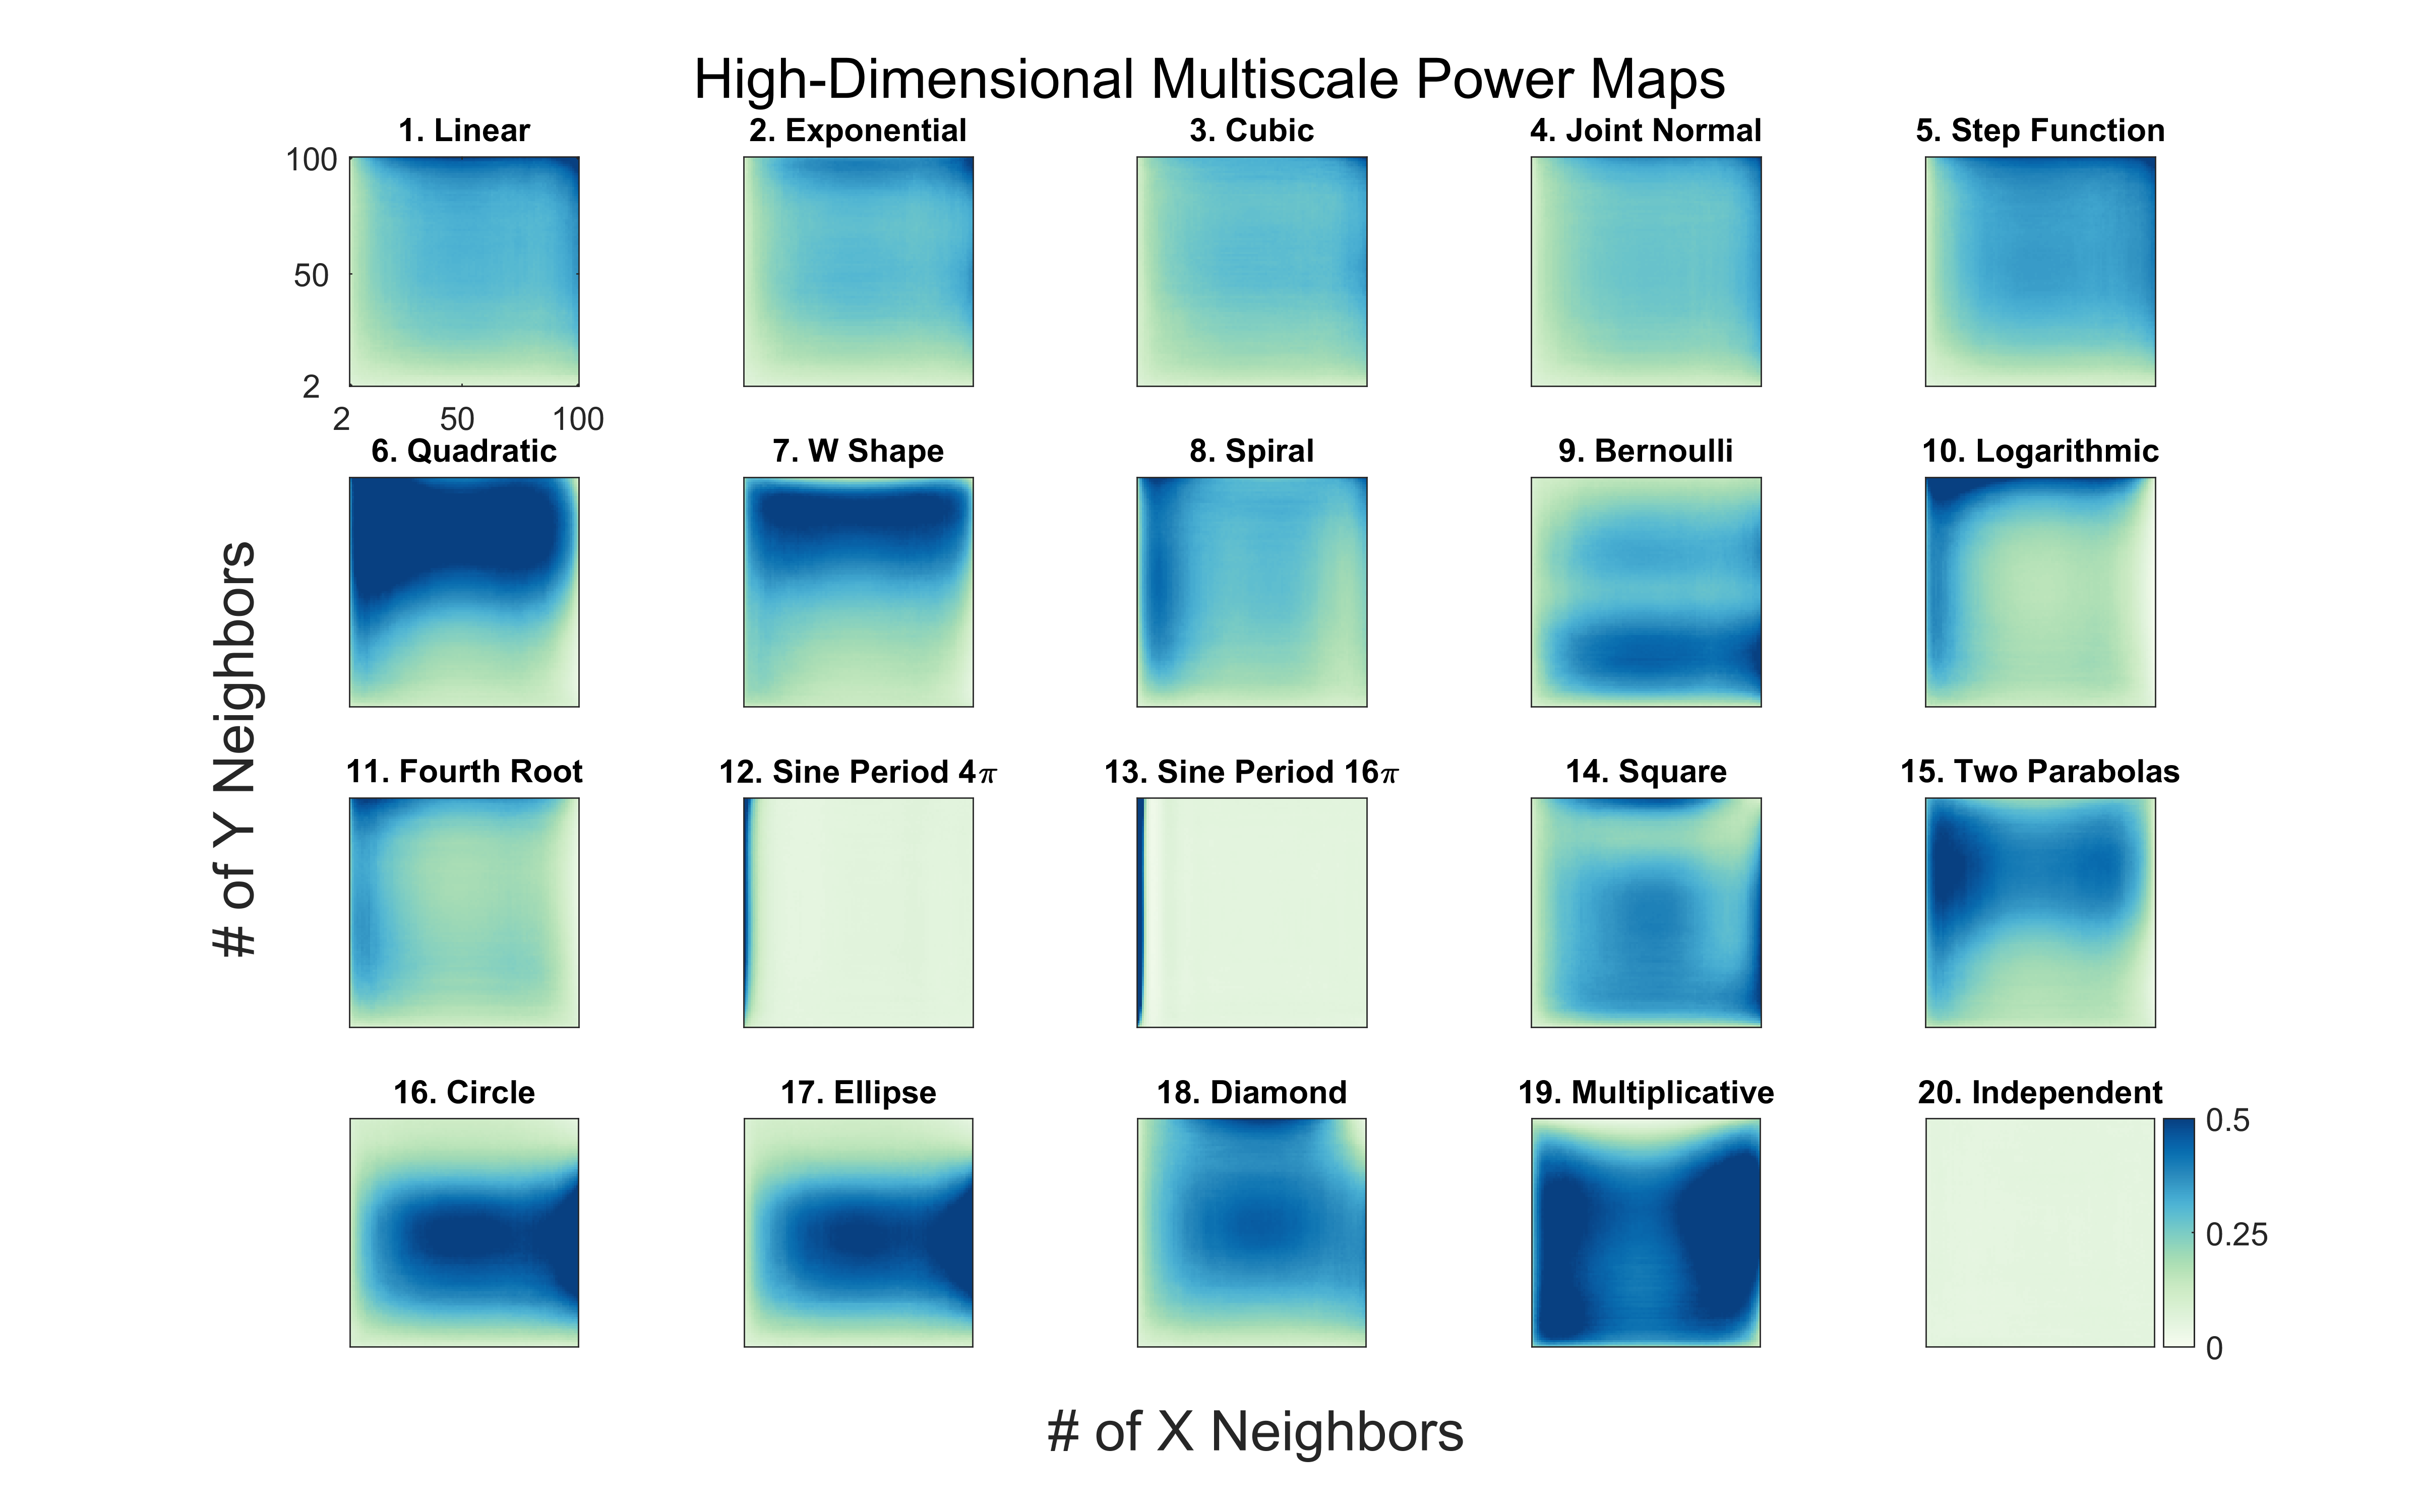 High-Dimensional Multiscale Power Maps
1. Linear
2. Exponential
3. Cubic
4. Joint Normal
5. Step Function
100
50
2
2 50 100
6. Quadratic
7. W Shape
8. Spiral
9. Bernoulli
10. Logarithmic
# of Y Neighbors
11. Fourth Root
12. Sine Period 4π
13. Sine Period 16π
14. Square
15. Two Parabolas
16. Circle
17. Ellipse
18. Diamond
19. Multiplicative
20. Independent
0.5
0.25
0
# of X Neighbors